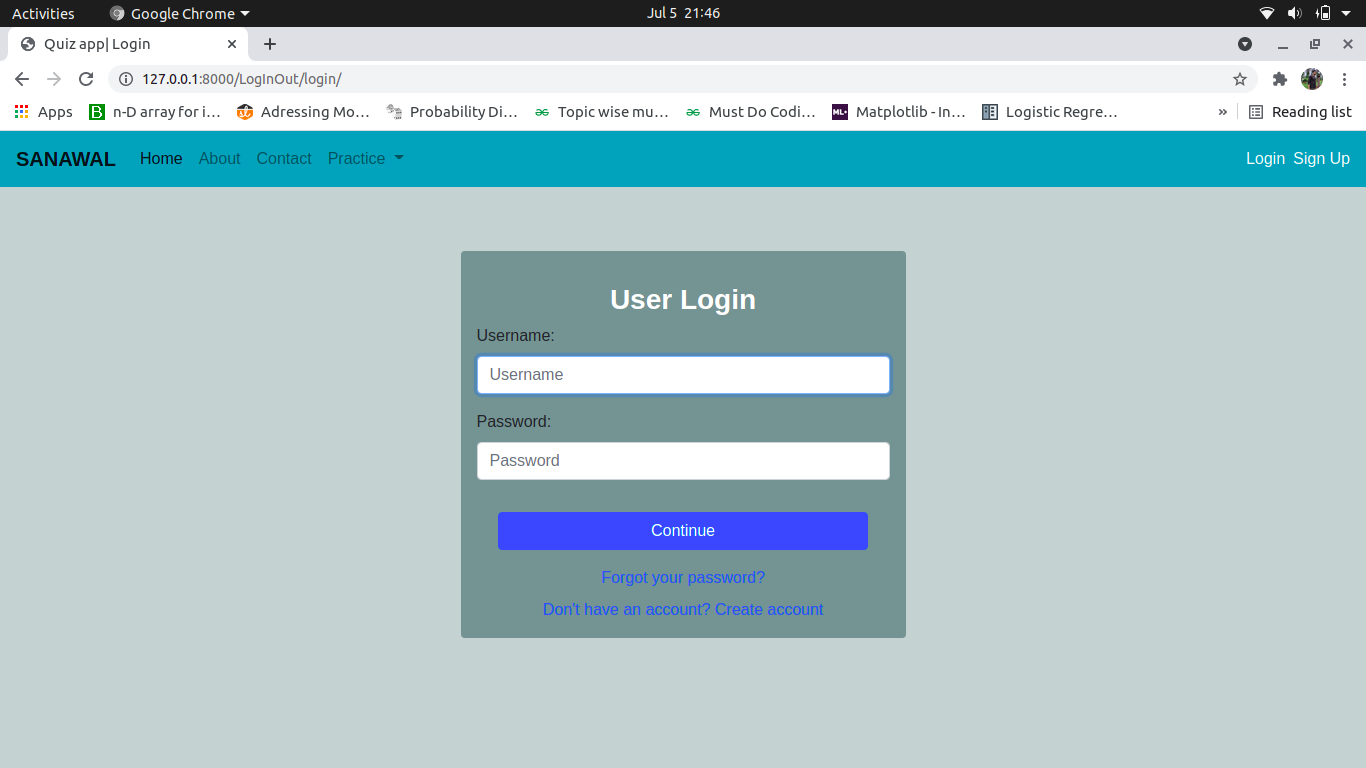 Activities Google Chrome Jul 5 21:46
Quiz app| Login
127.0.0.1:8000/LogInOut/login/
Apps n-D array for i… Adressing Mo… Probability Di… Topic wise mu… Must Do Codi… ML+ Matplotlib - In… Logistic Regre… » Reading list
SANAWAL Home About Contact Practice Login Sign Up
User Login
Username:
Username
Password:
Password
Continue
Forgot your password?
Don't have an account? Create account